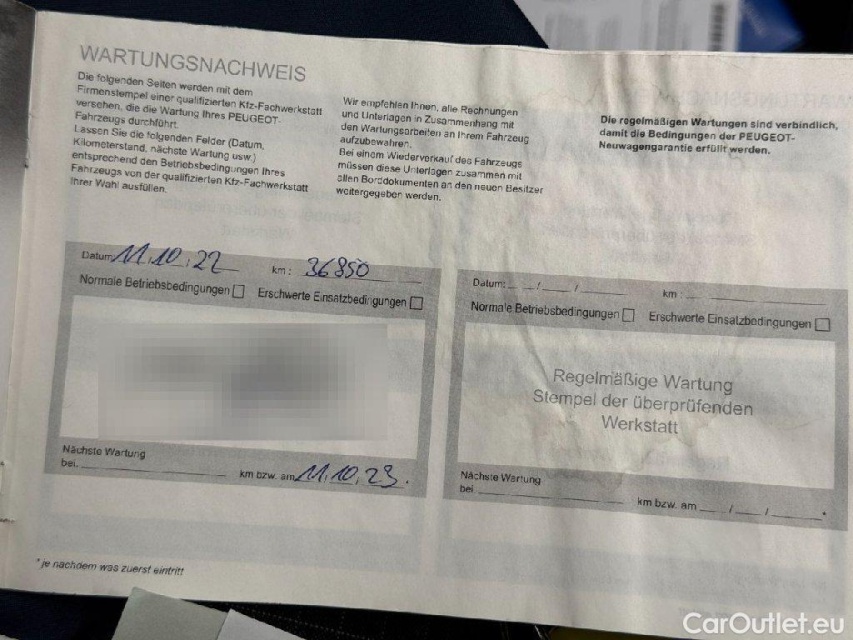 WARTUNGSNACHWEIS
Die folgenden Seiten werden mit dem
Firmenstempel einer qualifizierten Kfz-Fachwerkstatt
versehen, die die Wartung Ihres PEUGEOT-
Fahrzeugs durchführt.
Lassen Sie die folgenden Felder (Datum,
Kilometerstand, nächste Wartung usw.)
entsprechend den Betriebsbedingungen Ihres
Fahrzeugs von der qualifizierten Kfz-Fachwerkstatt
Ihrer Wahl ausfüllen.
Wir empfehlen Ihnen, alle Rechnungen
und Unterlagen in Zusammenhang mit
den Wartungsarbeiten an Ihrem Fahrzeug
aufzubewahren.
Bei einem Wiederverkauf des Fahrzeugs
müssen diese Unterlagen zusammen mit
allen Borddokumenten an den neuen Besitzer
weitergegeben werden.
Die regelmäßigen Wartungen sind verbindlich,
damit die Bedingungen der PEUGEOT-
Neuwagengarantie erfüllt werden.
Datum 11.10.22 km : 36850
Normale Betriebsbedingungen Erschwerte Einsatzbedingungen
Nächste Wartung
bei. km bzw. am 11.10.23.
Datum: / / km :
Normale Betriebsbedingungen Erschwerte Einsatzbedingungen
Regelmäßige Wartung
Stempel der überprüfenden
Werkstatt
Nächste Wartung
bei km bzw. am / / *
*je nachdem was zuerst eintritt
CarOutlet.eu